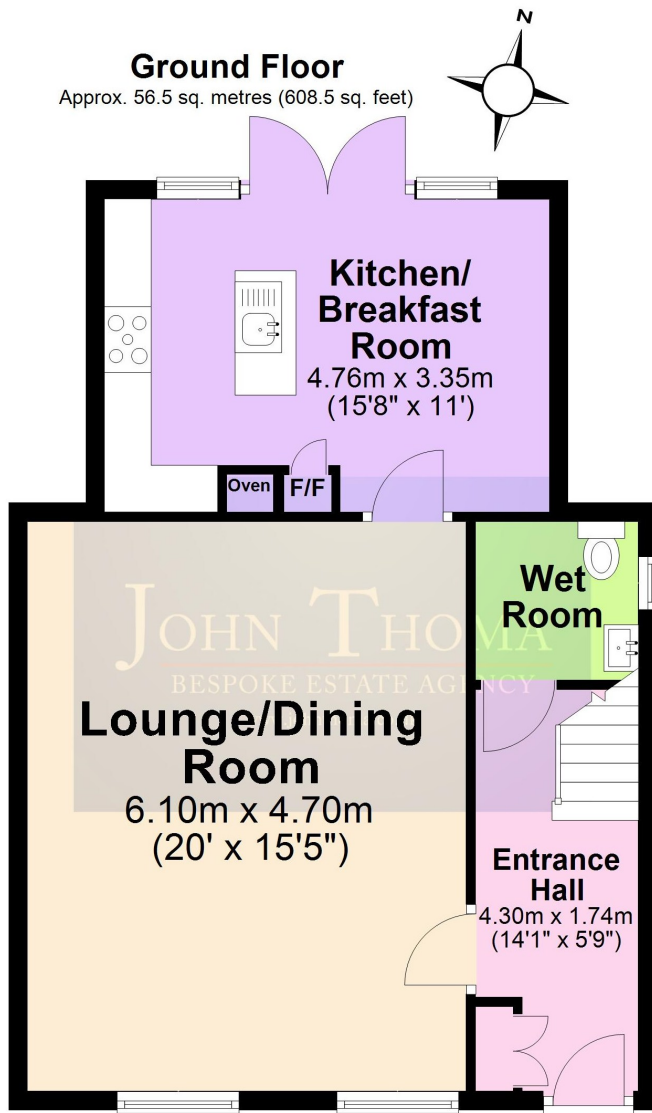 N
Ground Floor
Approx. 56.5 sq. metres (608.5 sq. feet)
Kitchen/
Breakfast
Room
4.76m x 3.35m
(15'8" x 11')
Oven
F/F
Wet
Room
JOHN THOMA
BESPOKE ESTATE AGENCY
Lounge/Dining
Room
6.10m x 4.70m
(20' x 15'5")
Entrance
Hall
4.30m x 1.74m
(14'1" x 5'9")